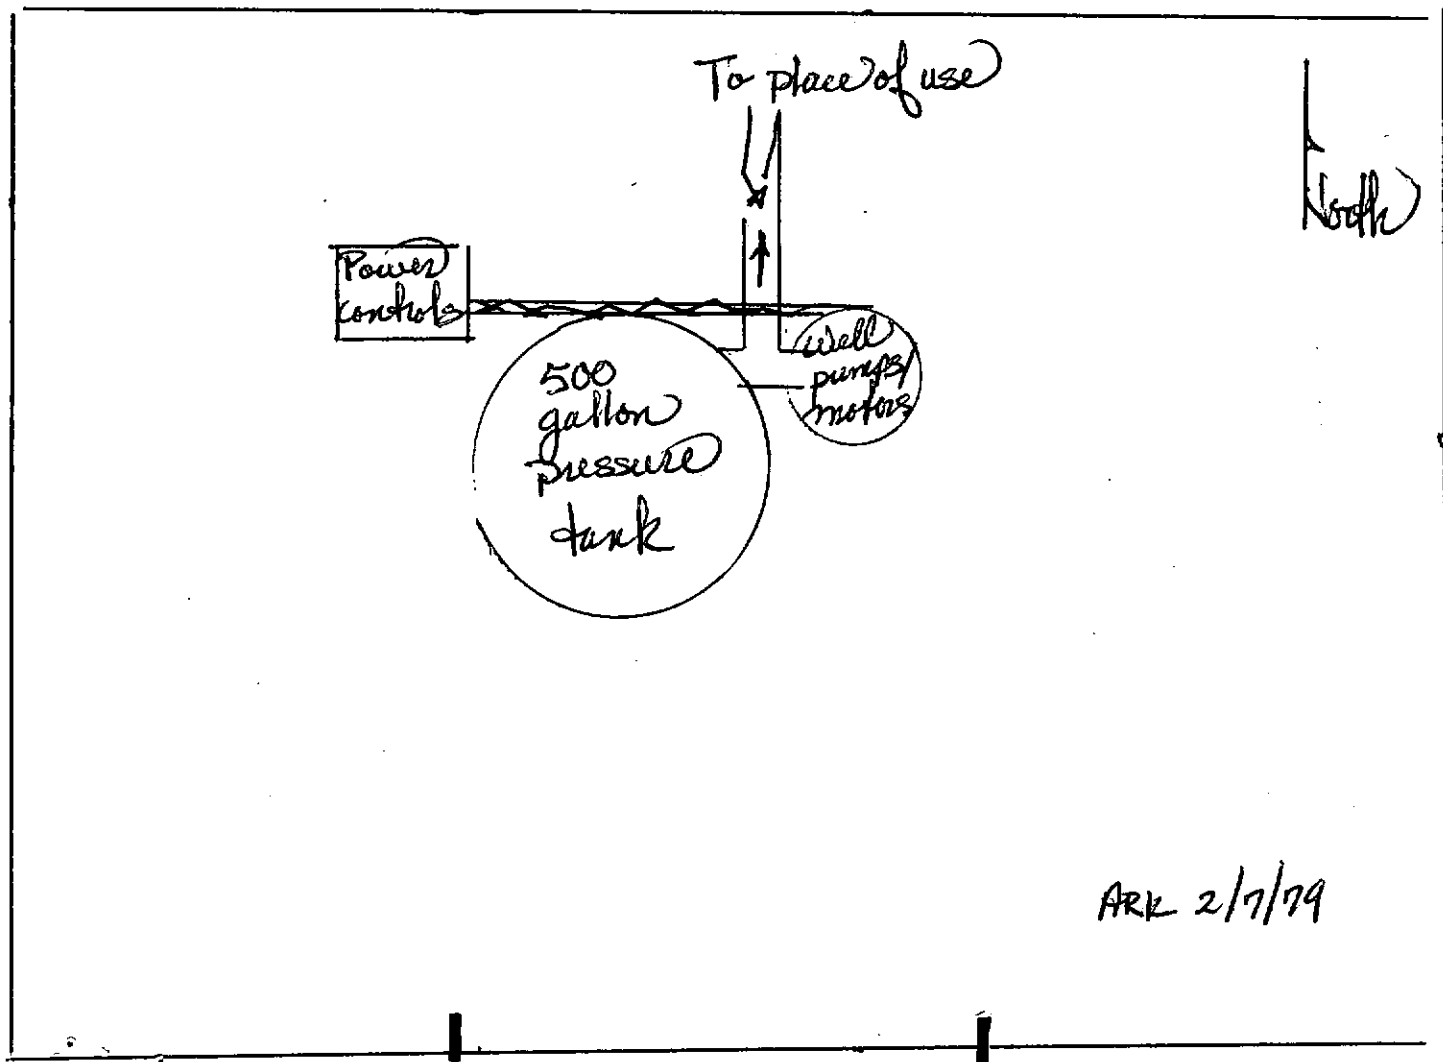 To place of use
North
Power
controls
Well
pumps/
motors
500
gallon
pressure
tank
ARK 2/7/79